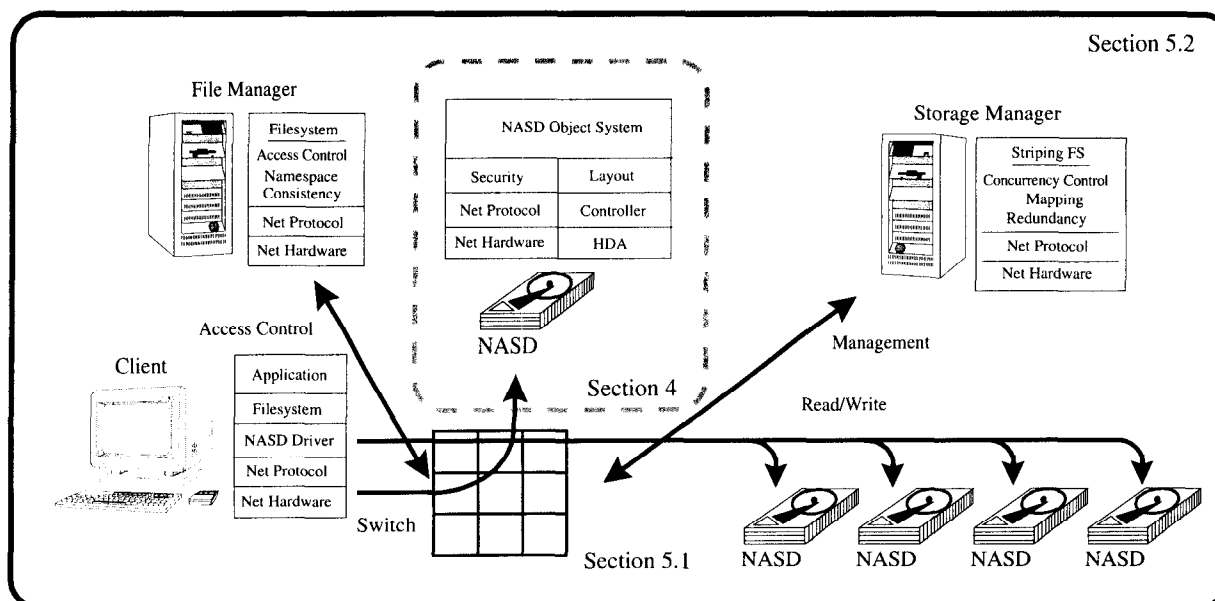 Section 5.2
File Manager
Filesystem
Access Control
Namespace
Consistency
Net Protocol
Net Hardware
NASD Object System
Security
Layout
Net Protocol
Controller
Net Hardware
HDA
NASD
Section 4
Storage Manager
Striping FS
Concurrency Control
Mapping
Redundancy
Net Protocol
Net Hardware
Access Control
Management
Client
Application
Filesystem
NASD Driver
Net Protocol
Net Hardware
Switch
Section 5.1
Read/Write
NASD
NASD
NASD
NASD